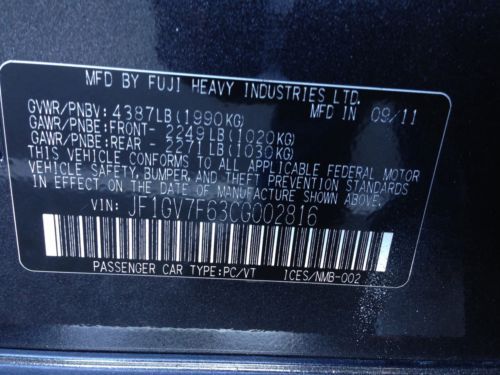 MFD BY FUJI HEAVY INDUSTRIES LTD.
GVWR/PNBV: 4387LB(1990KG) MFD IN 09/11
GAWR/PNBE:FRONT- 2249LB(1020KG)
GAWR/PNBE:REAR - 2271LB(1030KG)
THIS VEHICLE CONFORMS TO ALL APPLICABLE FEDERAL MOTOR
VEHICLE SAFETY, BUMPER, AND THEFT PREVENTION STANDARDS
IN EFFECT ON THE DATE OF MANUFACTURE SHOWN ABOVE.
VIN: JF1GV7F63CG002816
PASSENGER CAR TYPE:PC/VT 1CES/NMB-002